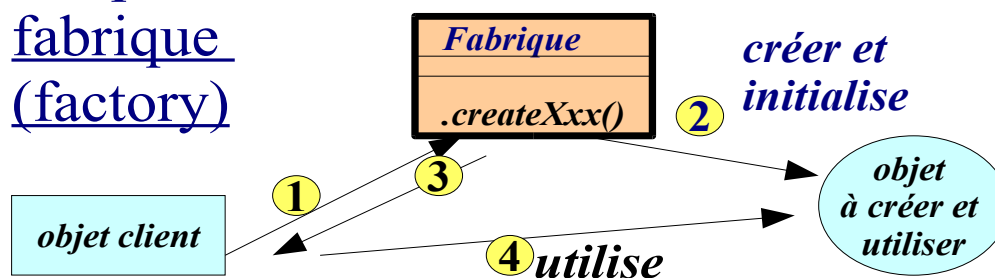 fabrique
(factory)
Fabrique
.createXxx()
créer et
initialise
2
1
3
objet client
objet
à créer et
utiliser
4 utilise